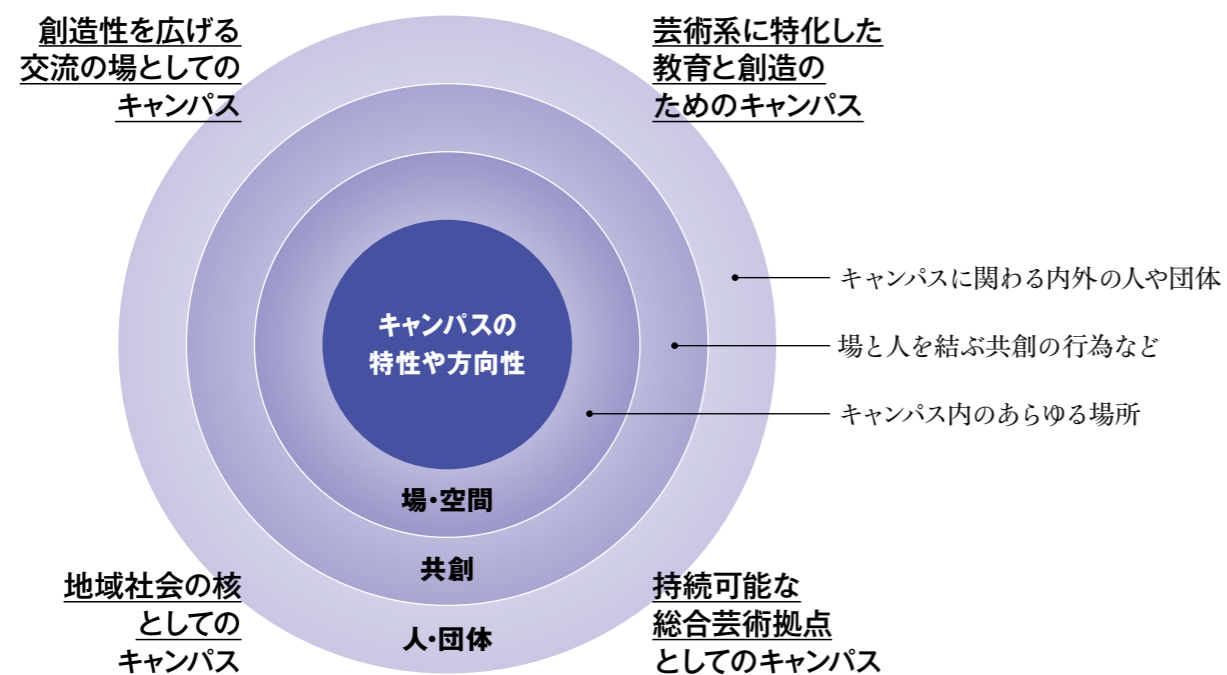 創造性を広げる
交流の場としての
キャンパス
芸術系に特化した
教育と創造の
ためのキャンパス
キャンパスの
特性や方向性
キャンパスに関わる内外の人や団体
場と人を結ぶ共創の行為など
キャンパス内のあらゆる場所
場・空間
共創
人・団体
地域社会の核
としての
キャンパス
持続可能な
総合芸術拠点
としてのキャンパス